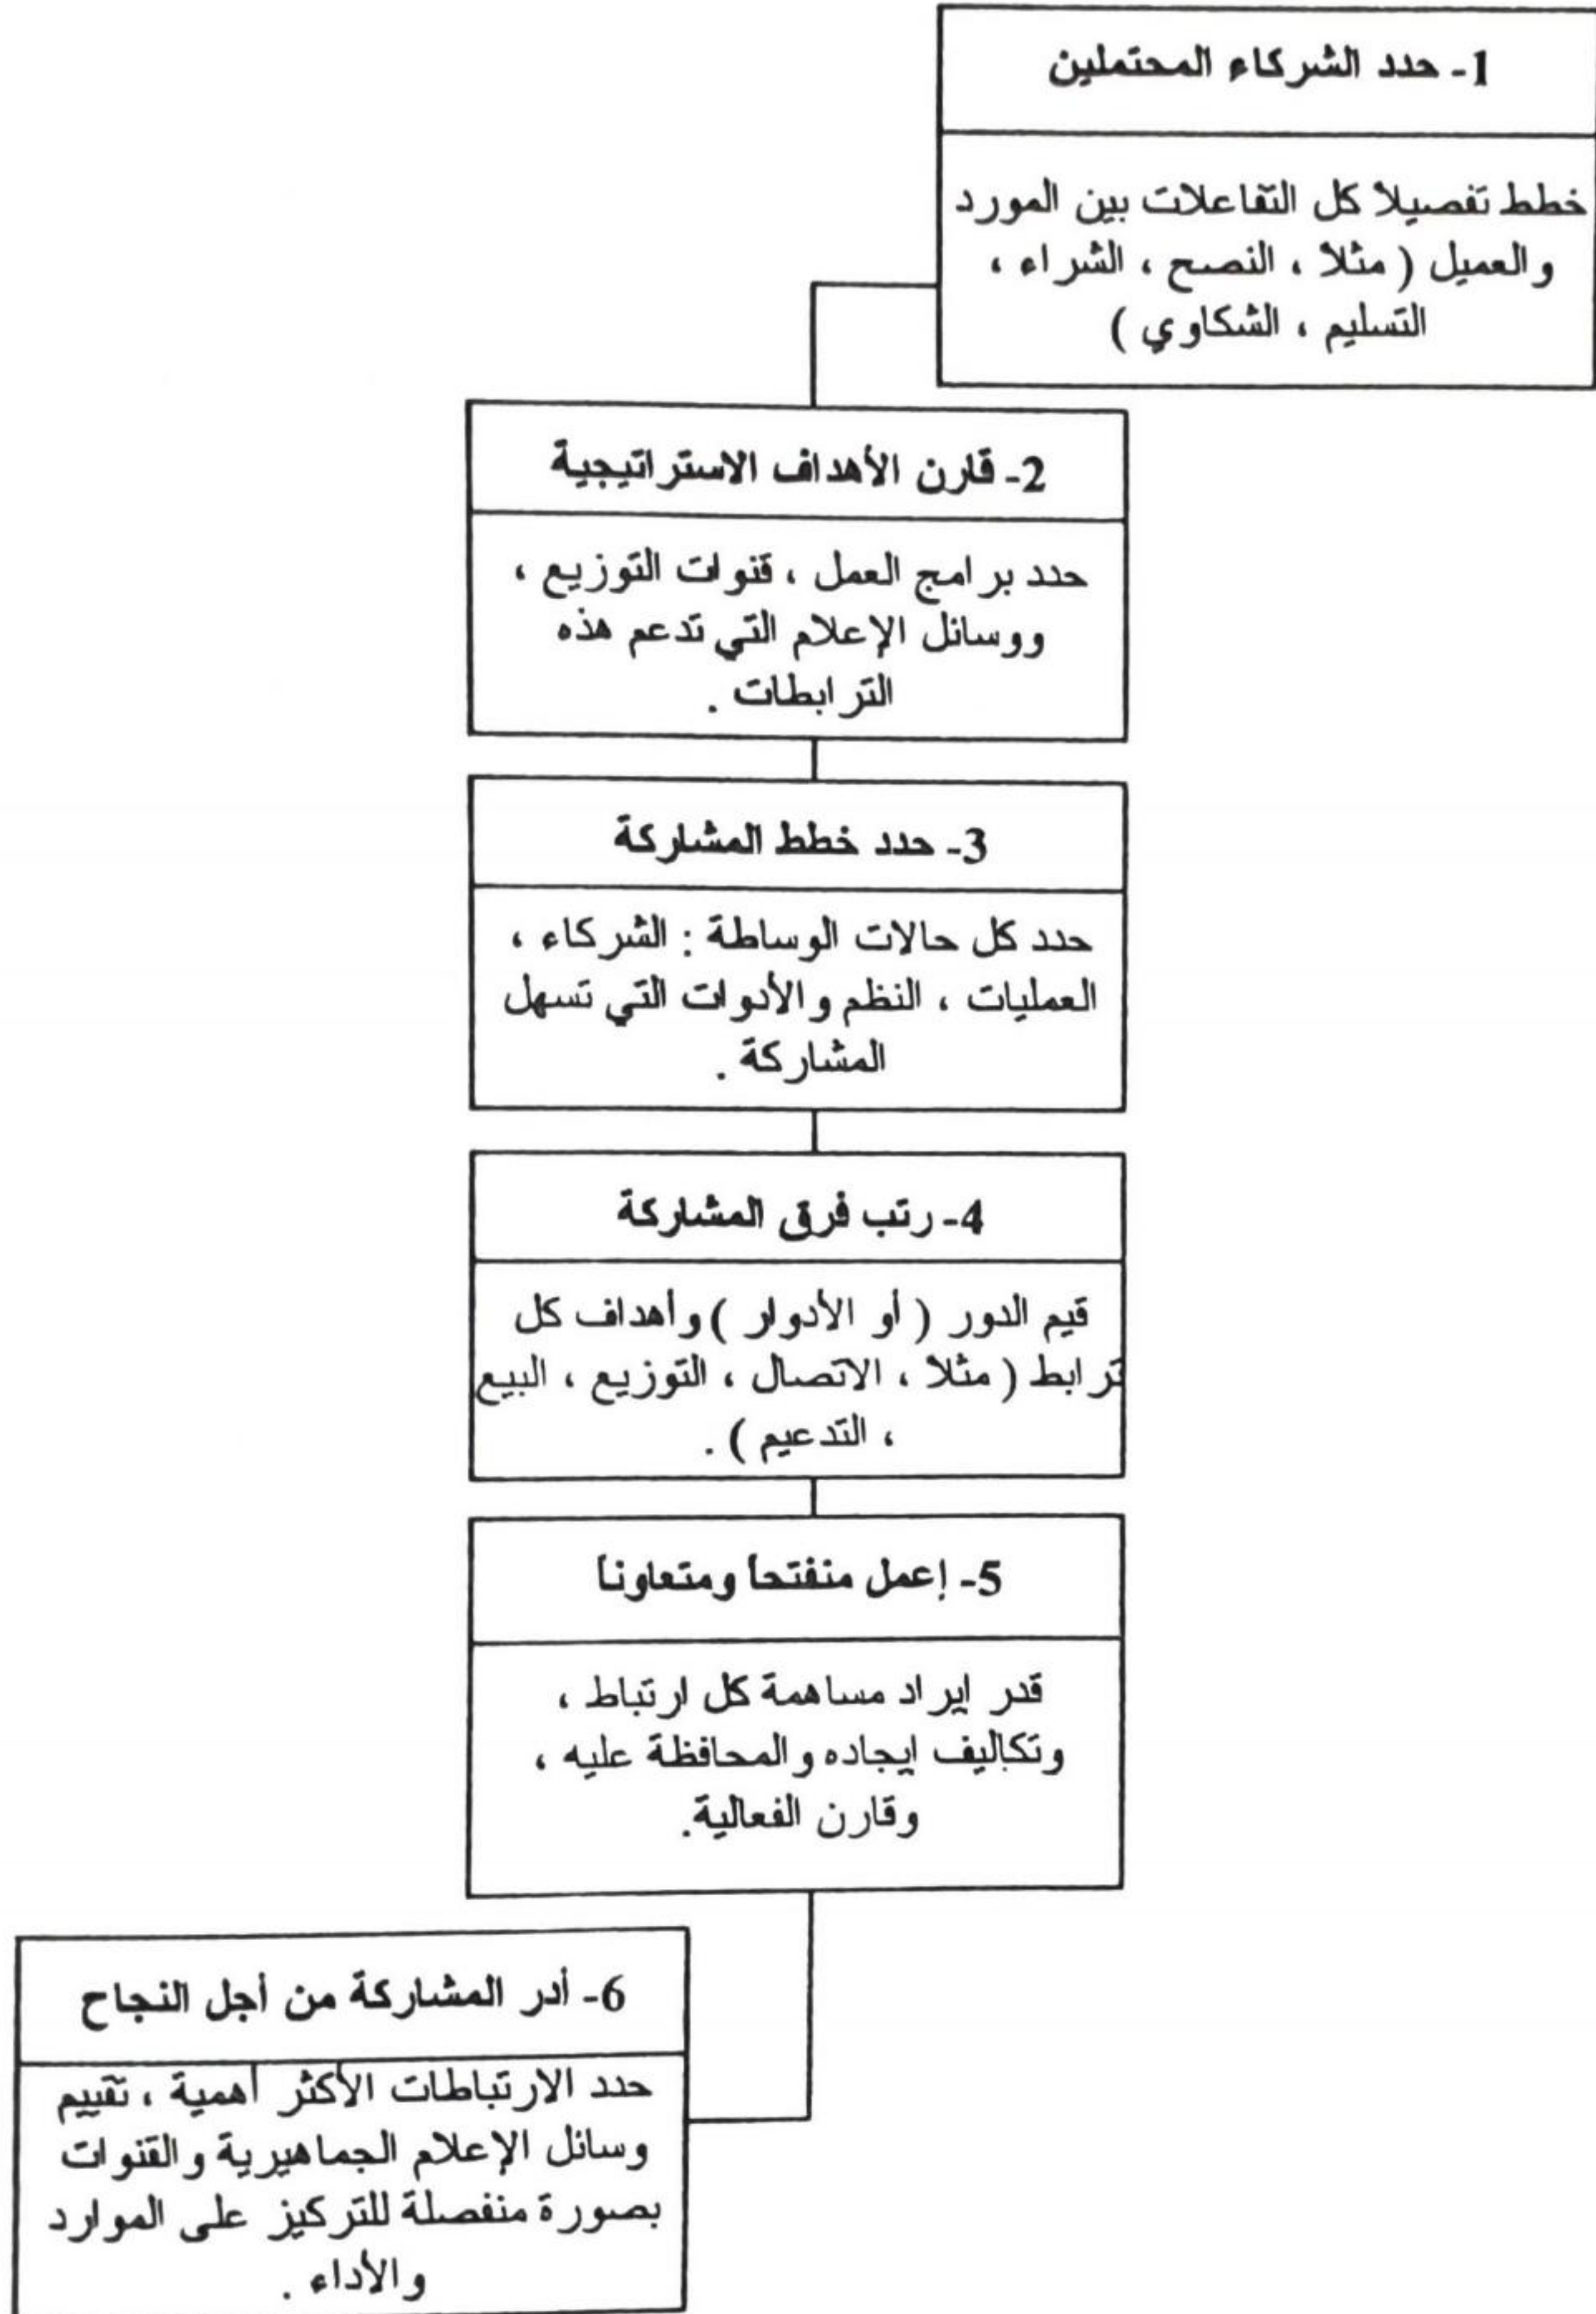 1- حدد الشركاء المحتملين
خطط تفصيلاً كل التفاعلات بين المورد
والعميل ( مثلاً ، النصح ، الشراء ،
التسليم ، الشكاوي )
2- قارن الأهداف الاستراتيجية
حدد برامج العمل ، قنوات التوزيع ،
ووسائل الإعلام التي تدعم هذه
الترابطات .
3- حدد خطط المشاركة
حدد كل حالات الوساطة : الشركاء ،
العمليات ، النظم والأدوات التي تسهل
المشاركة .
4- رتب فرق المشاركة
قيم الدور ( أو الأدوار ) وأهداف كل
ترابط ( مثلاً ، الاتصال ، التوزيع ، البيع
، التدعيم ) .
5- إعمل منفتحاً ومتعاوناً
قدر إيراد مساهمة كل ارتباط ،
وتكاليف إيجاده والمحافظة عليه ،
وقارن الفعالية.
6- أدر المشاركة من أجل النجاح
حدد الارتباطات الأكثر أهمية ، تقييم
وسائل الإعلام الجماهيرية والقنوات
بصورة منفصلة للتركيز على الموارد
والأداء .